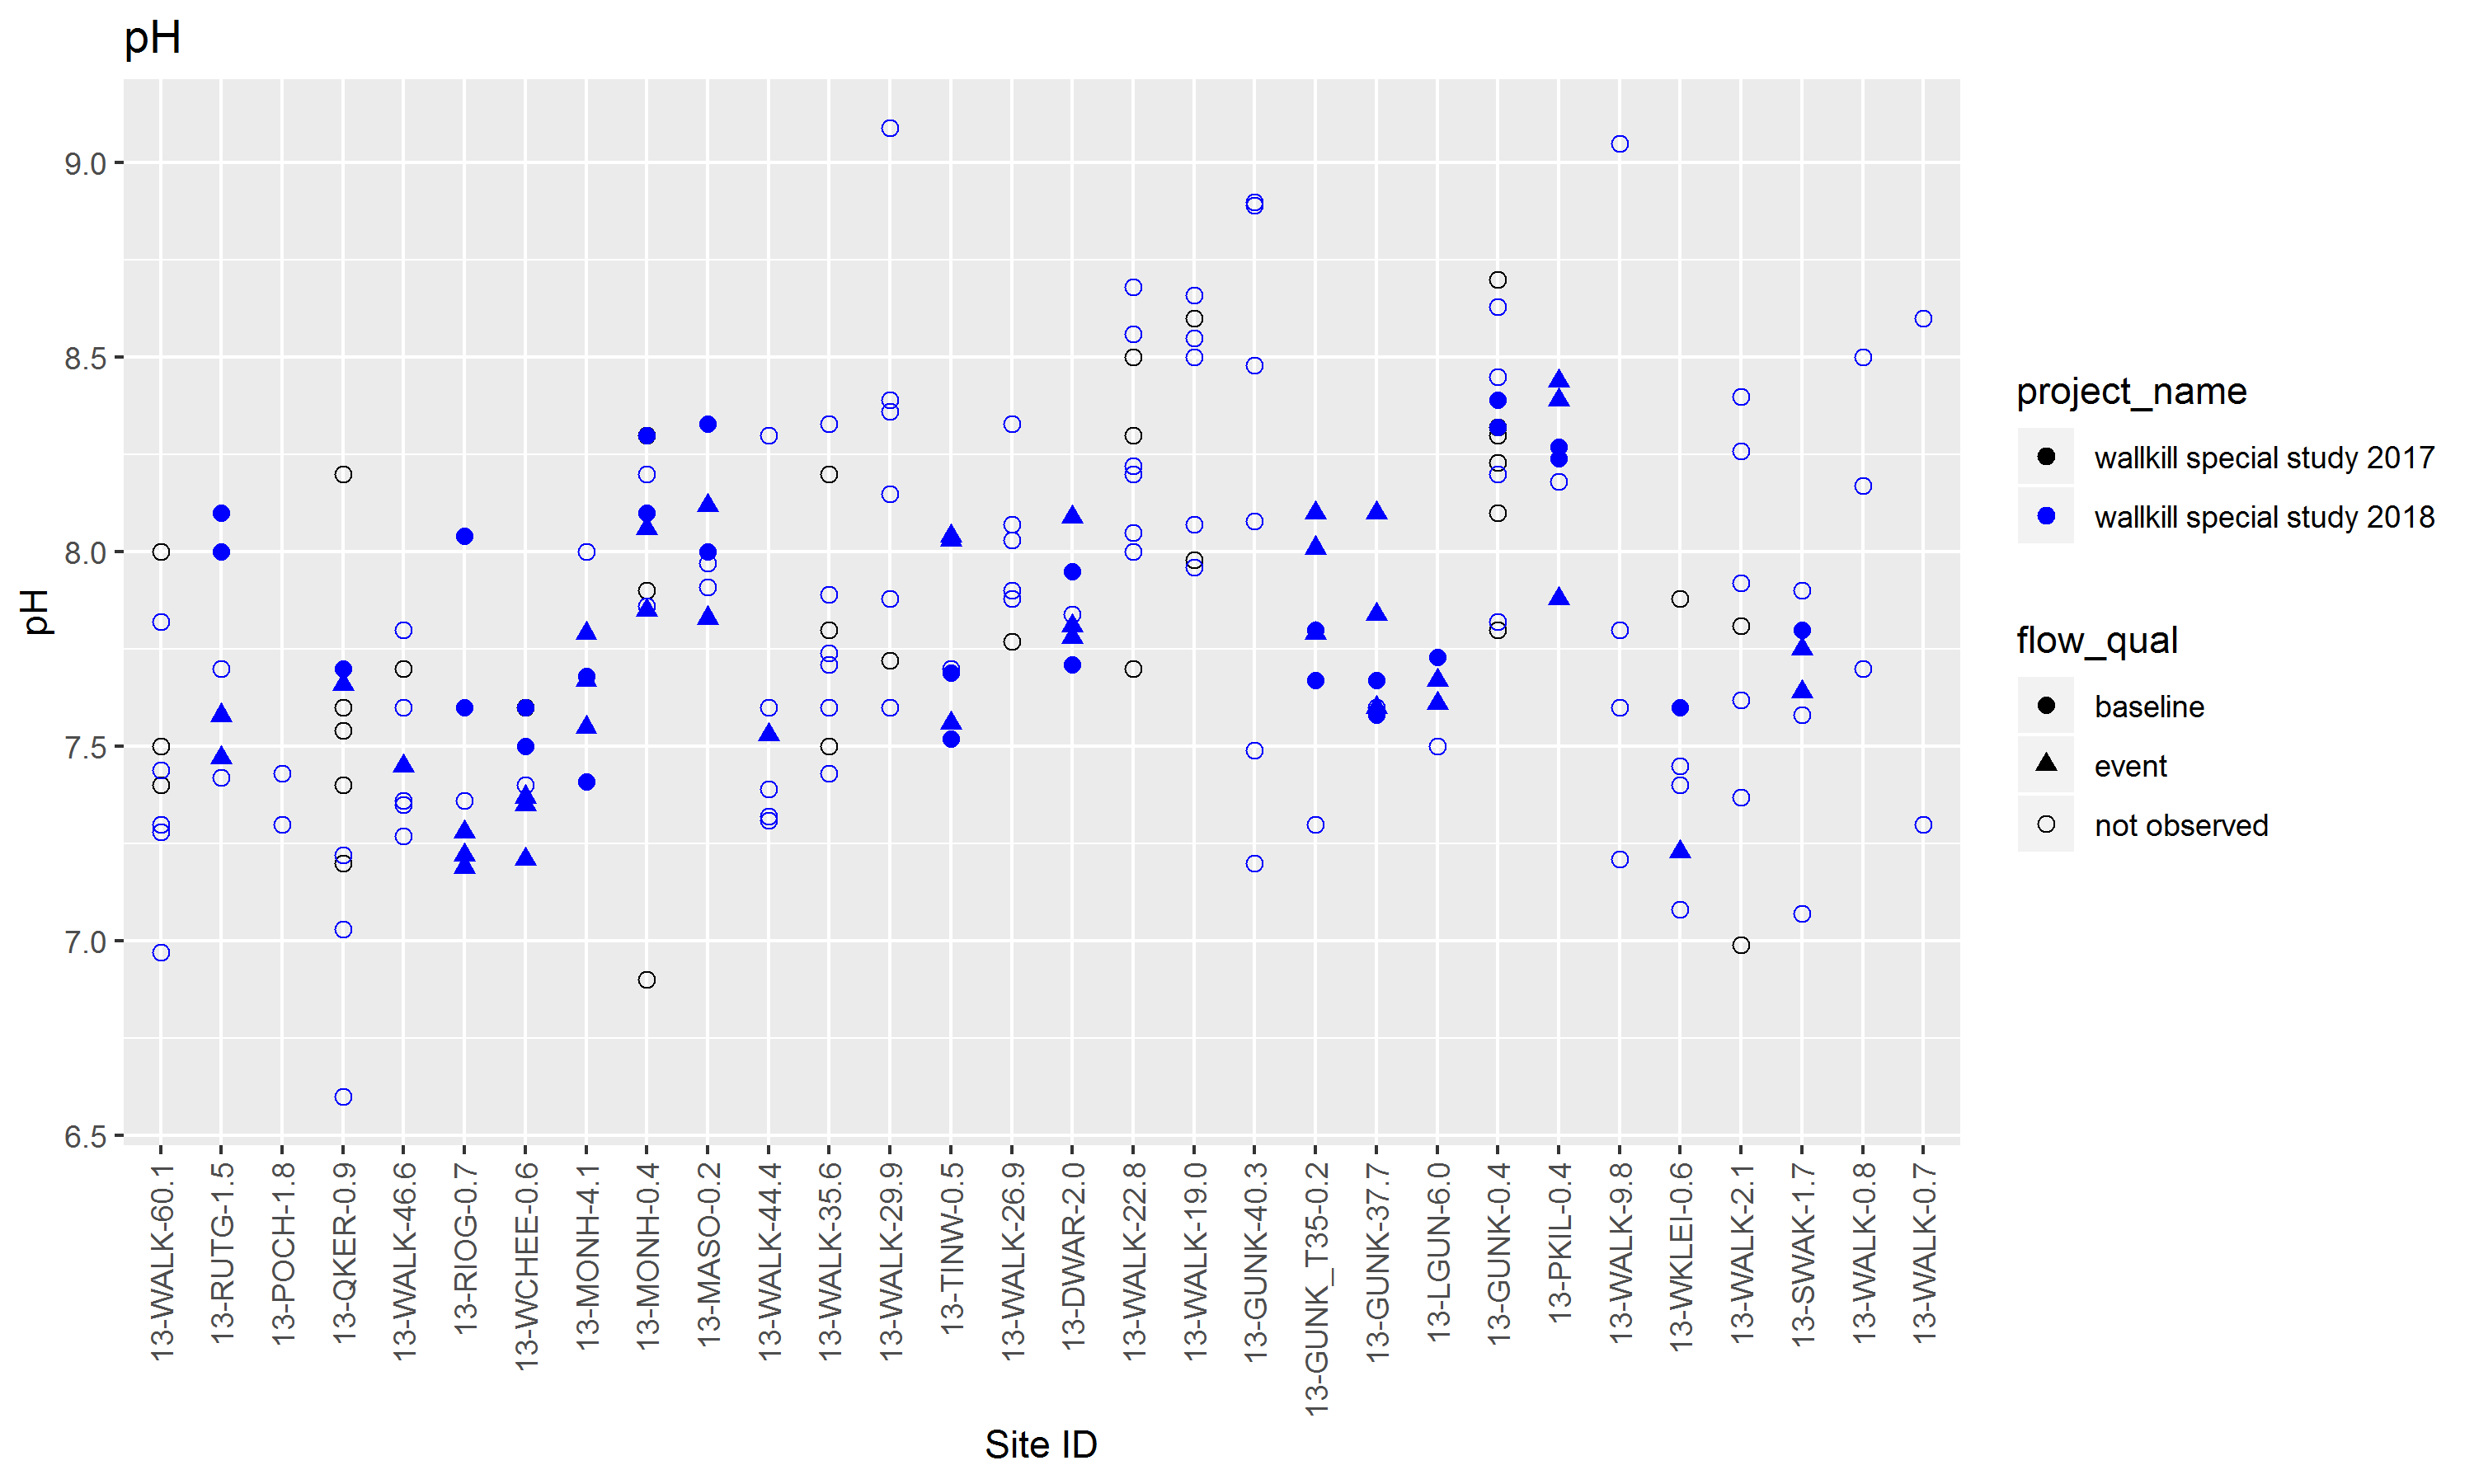 pH
9.0
8.5
8.0
7.5
7.0
6.5
pH
13-WALK-60.1
13-RUTG-1.5
13-POCH-1.8
13-QKER-0.9
13-WALK-46.6
13-RIOG-0.7
13-WCHEE-0.6
13-MONH-4.1
13-MONH-0.4
13-MASO-0.2
13-WALK-44.4
13-WALK-35.6
13-WALK-29.9
13-TINW-0.5
13-WALK-26.9
13-DWAR-2.0
13-WALK-22.8
13-WALK-19.0
13-GUNK-40.3
13-GUNK_T35-0.2
13-GUNK-37.7
13-LGUN-6.0
13-GUNK-0.4
13-PKIL-0.4
13-WALK-9.8
13-WKLEI-0.6
13-WALK-2.1
13-SWAK-1.7
13-WALK-0.8
13-WALK-0.7
Site ID
project_name
wallkill special study 2017
wallkill special study 2018
flow_qual
baseline
event
not observed